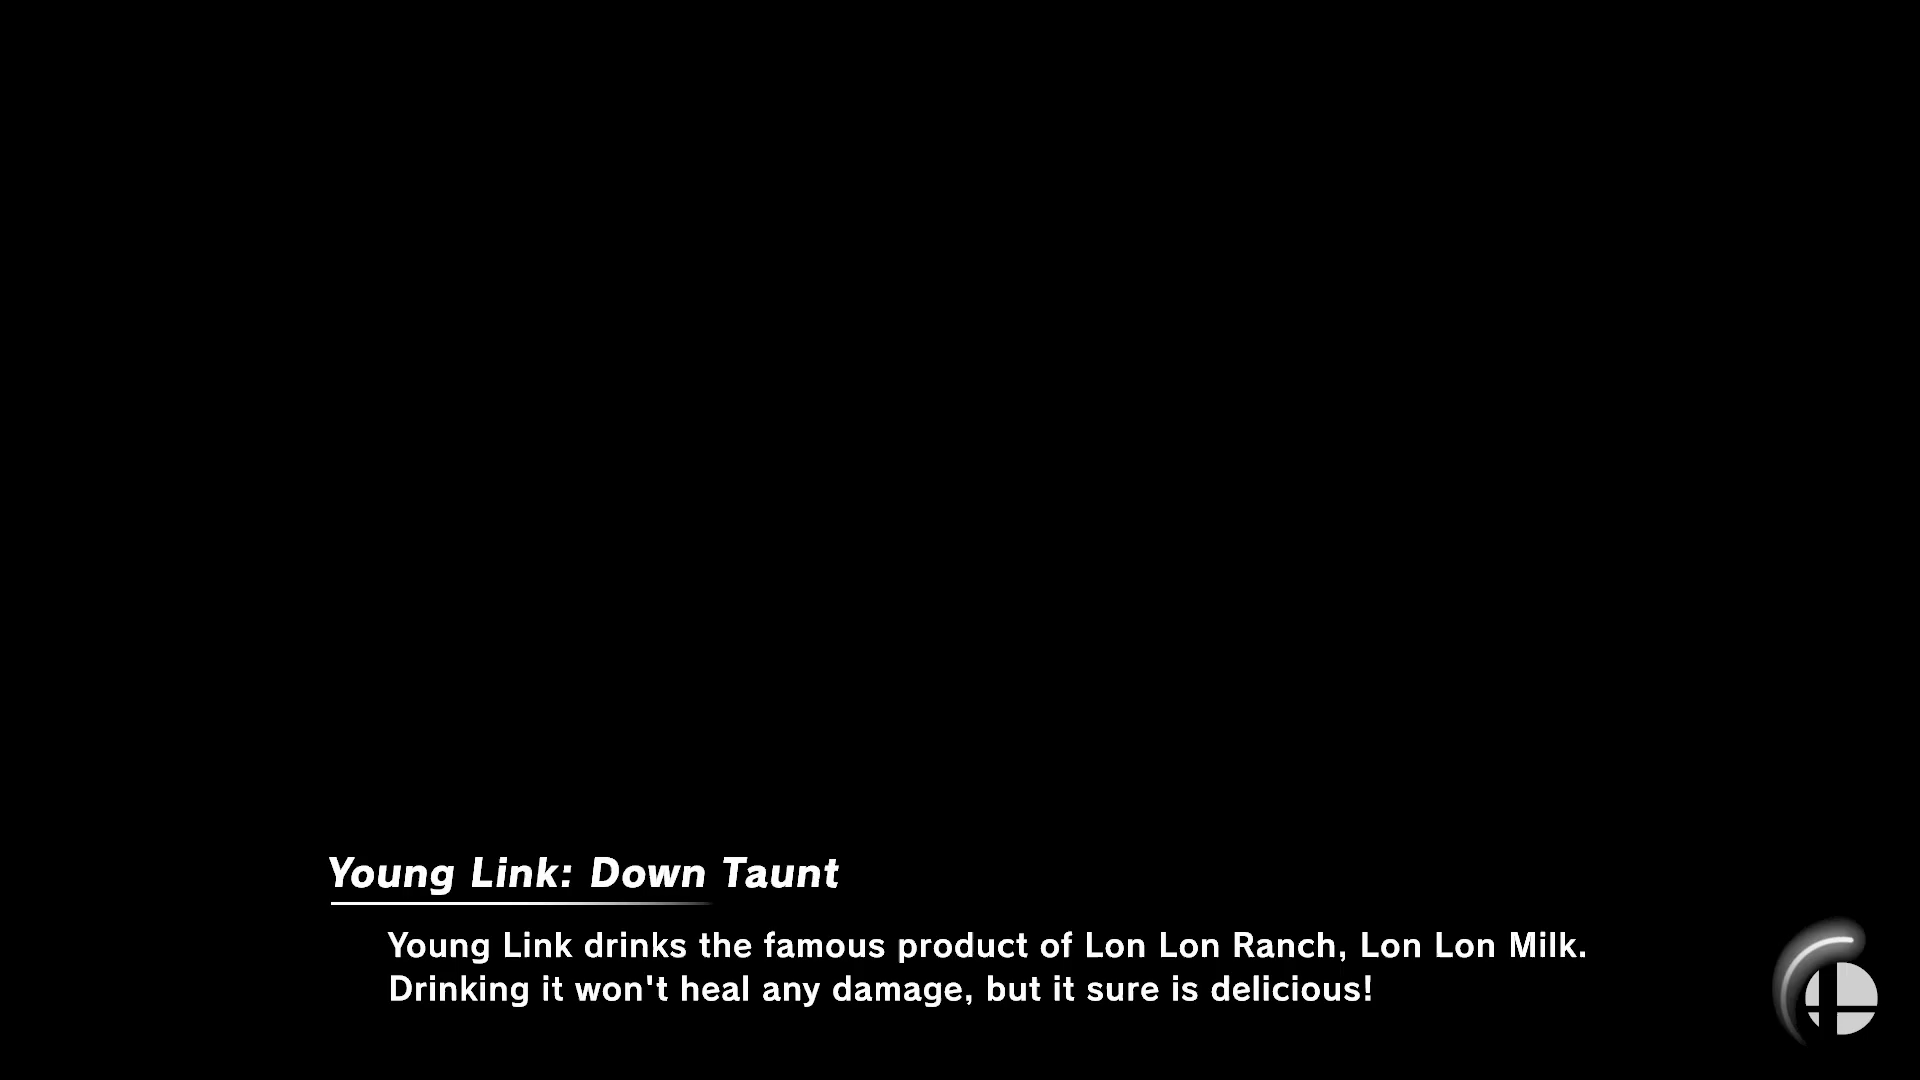 Young Link: Down Taunt
Young Link drinks the famous product of Lon Lon Ranch, Lon Lon Milk.
Drinking it won't heal any damage, but it sure is delicious!